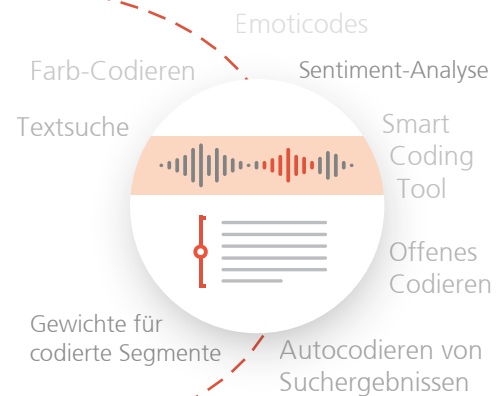 Emoticodes
Farb-Codieren
Sentiment-Analyse
Textsuche
Smart
Coding
Tool
Offenes
Codieren
Gewichte für
codierte Segmente
Autocodieren von
Suchergebnissen